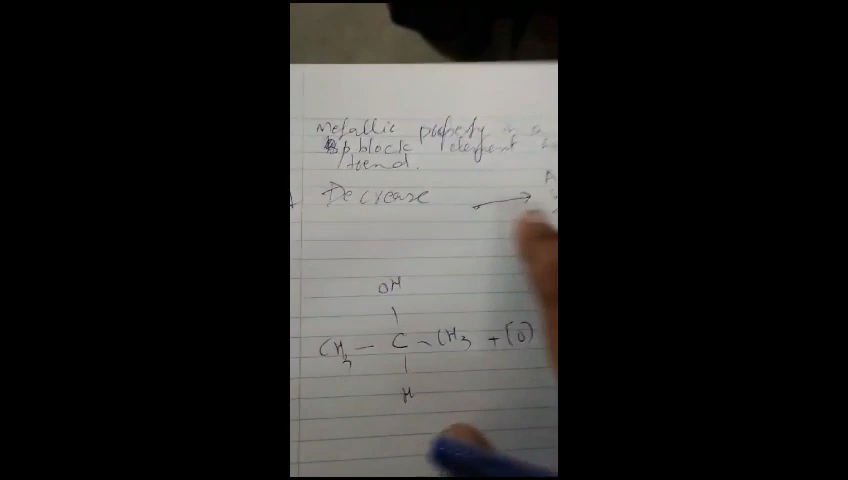 Metallic property
p block element
trend.
Decrease →
OH
|
CH3 — C — CH3 + [O]
|
H